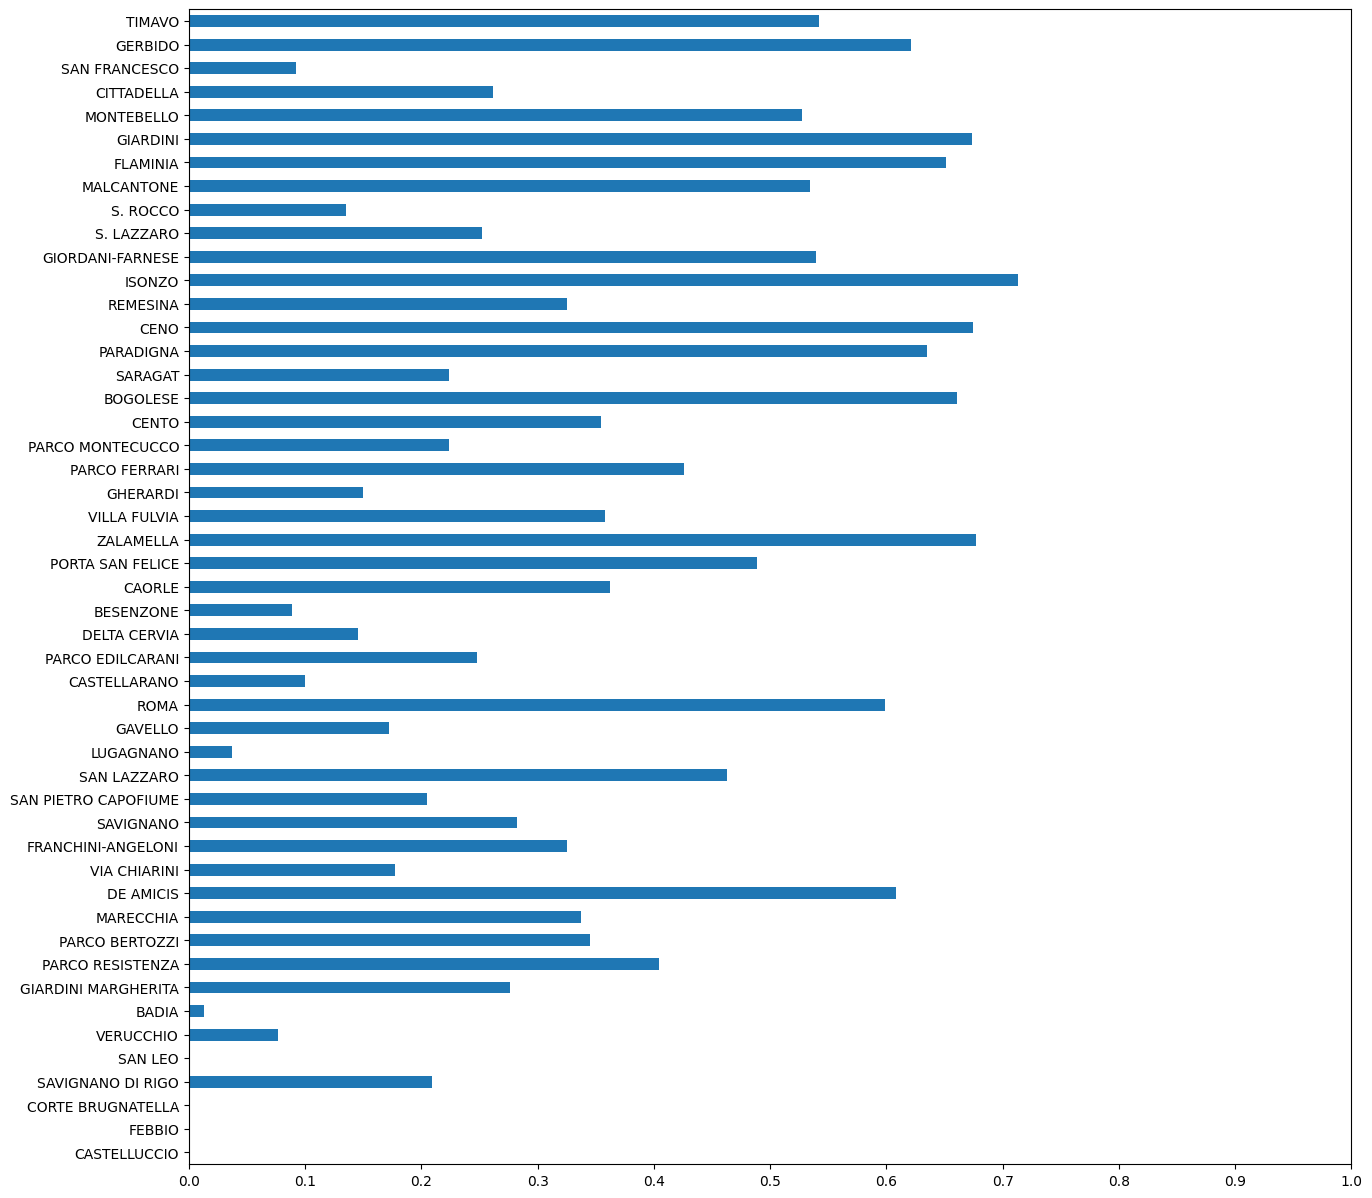 TIMAVO
GERBIDO
SAN FRANCESCO
CITTADELLA
MONTEBELLO
GIARDINI
FLAMINIA
MALCANTONE
S. ROCCO
S. LAZZARO
GIORDANI-FARNESE
ISONZO
REMESINA
CENO
PARADIGNA
SARAGAT
BOGOLESE
CENTO
PARCO MONTECUCCO
PARCO FERRARI
GHERARDI
VILLA FULVIA
ZALAMELLA
PORTA SAN FELICE
CAORLE
BESENZONE
DELTA CERVIA
PARCO EDILCARANI
CASTELLARANO
ROMA
GAVELLO
LUGAGNANO
SAN LAZZARO
SAN PIETRO CAPOFIUME
SAVIGNANO
FRANCHINI-ANGELONI
VIA CHIARINI
DE AMICIS
MARECCHIA
PARCO BERTOZZI
PARCO RESISTENZA
GIARDINI MARGHERITA
BADIA
VERUCCHIO
SAN LEO
SAVIGNANO DI RIGO
CORTE BRUGNATELLA
FEBBIO
CASTELLUCCIO
0.0 0.1 0.2 0.3 0.4 0.5 0.6 0.7 0.8 0.9 1.0